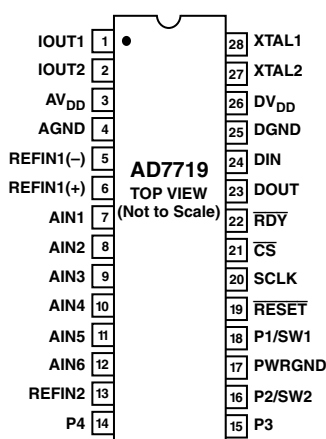 IOUT1 1
IOUT2 2
AVDD 3
AGND 4
REFIN1(–) 5
REFIN1(+) 6
AIN1 7
AIN2 8
AIN3 9
AIN4 10
AIN5 11
AIN6 12
REFIN2 13
P4 14
AD7719
TOP VIEW
(Not to Scale)
28 XTAL1
27 XTAL2
26 DVDD
25 DGND
24 DIN
23 DOUT
22 RDY
21 CS
20 SCLK
19 RESET
18 P1/SW1
17 PWRGND
16 P2/SW2
15 P3